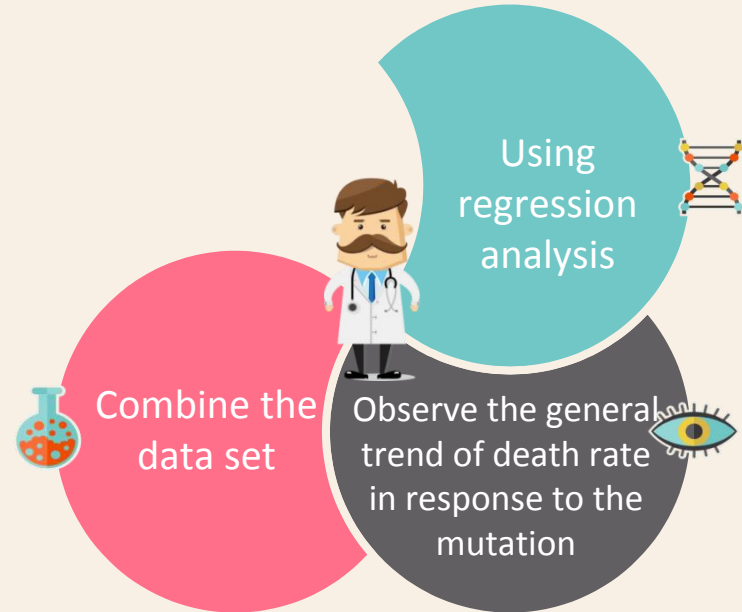 Using
regression
analysis
Combine the
data set
Observe the general
trend of death rate
in response to the
mutation